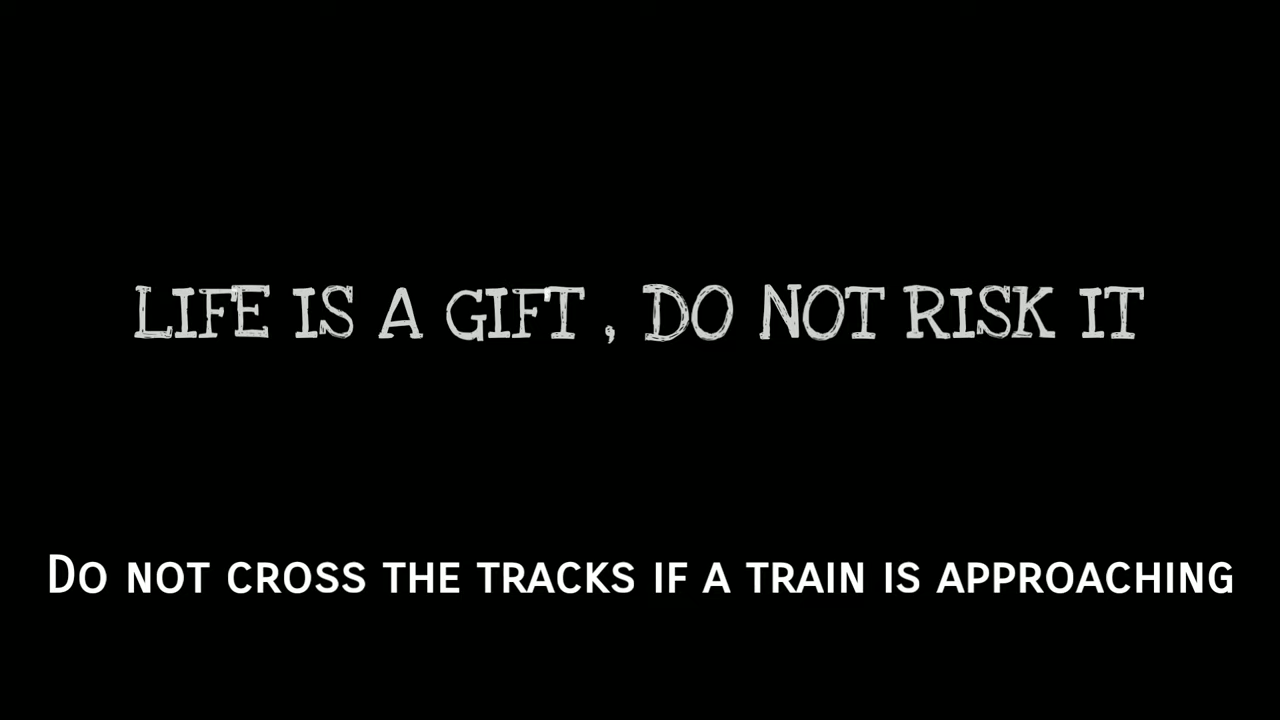 LIFE IS A GIFT , DO NOT RISK IT
Do not cross the tracks if a train is approaching